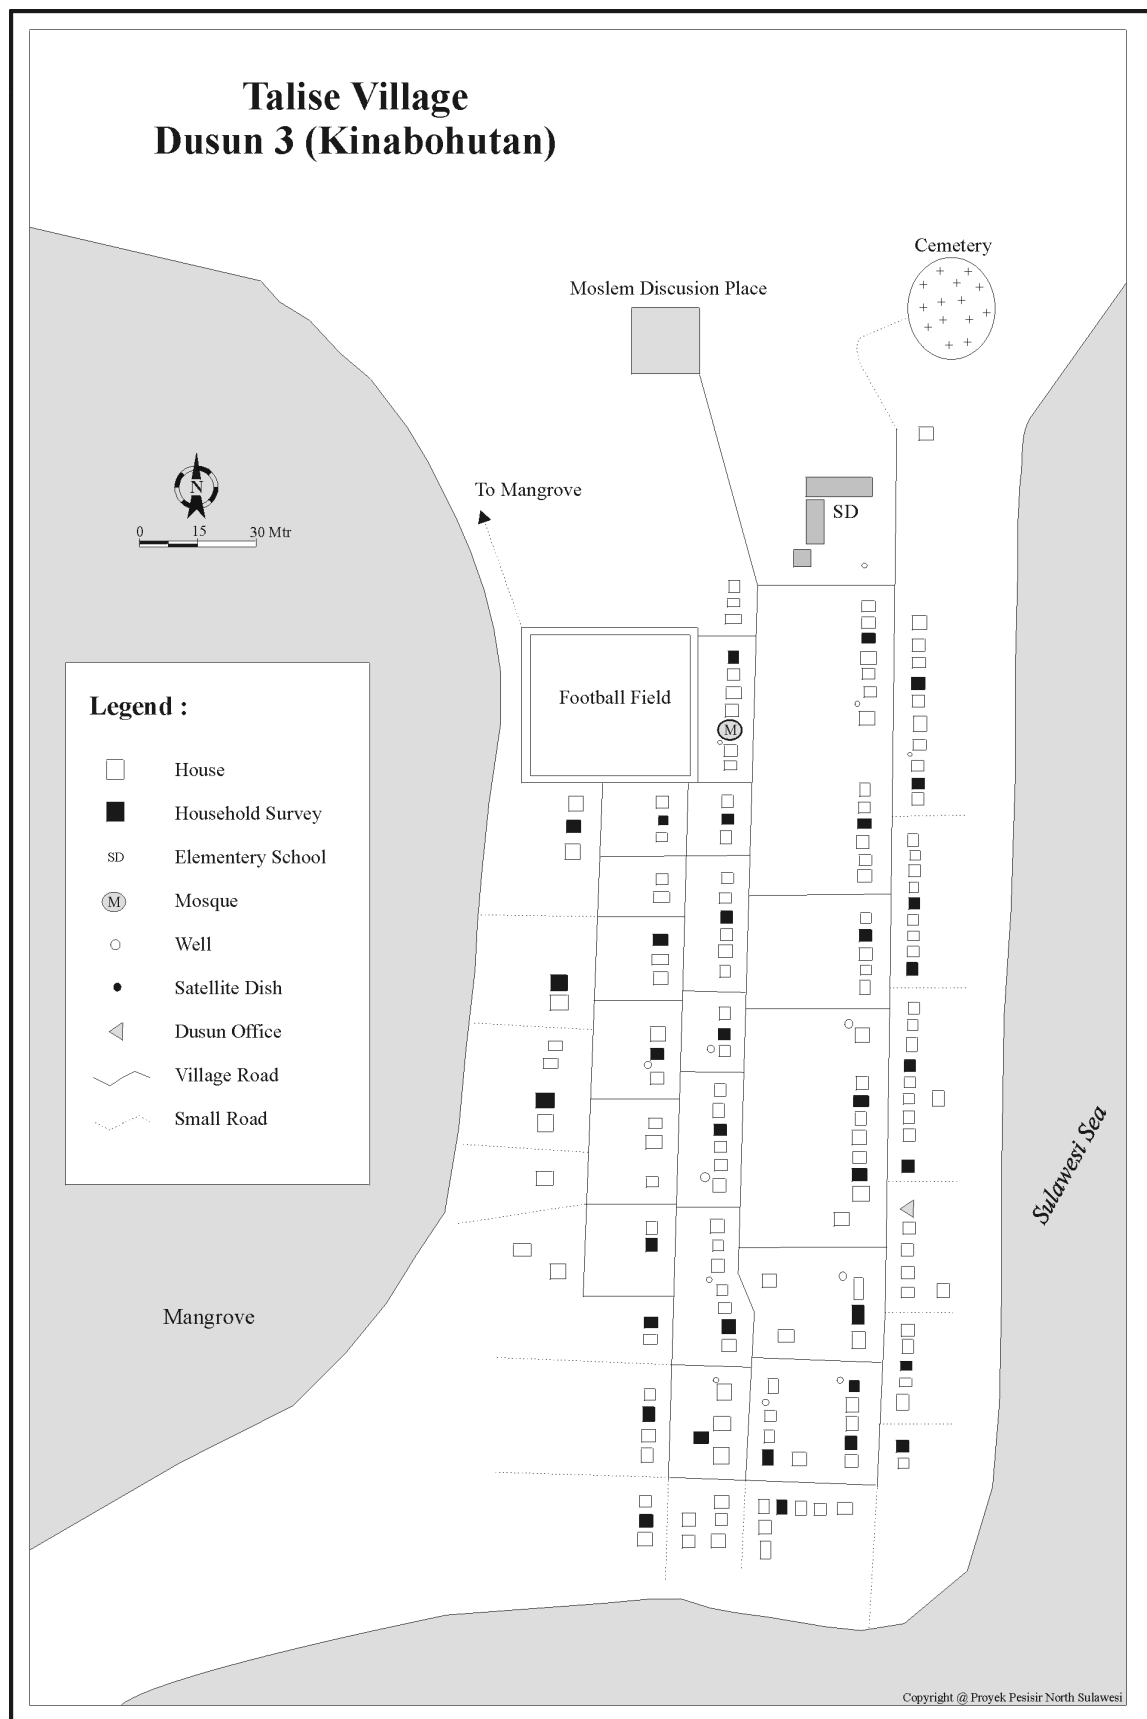 Talise Village
Dusun 3 (Kinabohutan)
Cemetery
Moslem Discusion Place
To Mangrove
SD
N
0 15 30 Mtr
Football Field
M
Legend :
House
Household Survey
SD Elementery School
M Mosque
Well
Satellite Dish
Dusun Office
Village Road
Small Road
Sulawesi Sea
Mangrove
Copyright @ Proyek Pesisir North Sulawesi